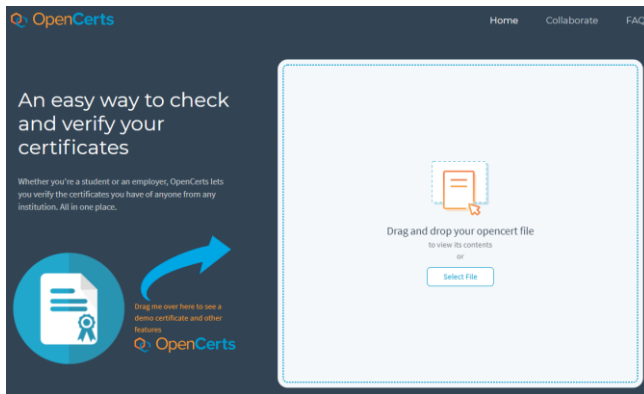 OpenCerts
Home Collaborate FAQ
An easy way to check
and verify your
certificates
Whether you're a student or an employer, OpenCerts lets
you verify the certificates you have of anyone from any
institution. All in one place.
Drag me over here to see a
demo certificate and other
features
OpenCerts
Drag and drop your opencert file
to view its contents
or
Select File